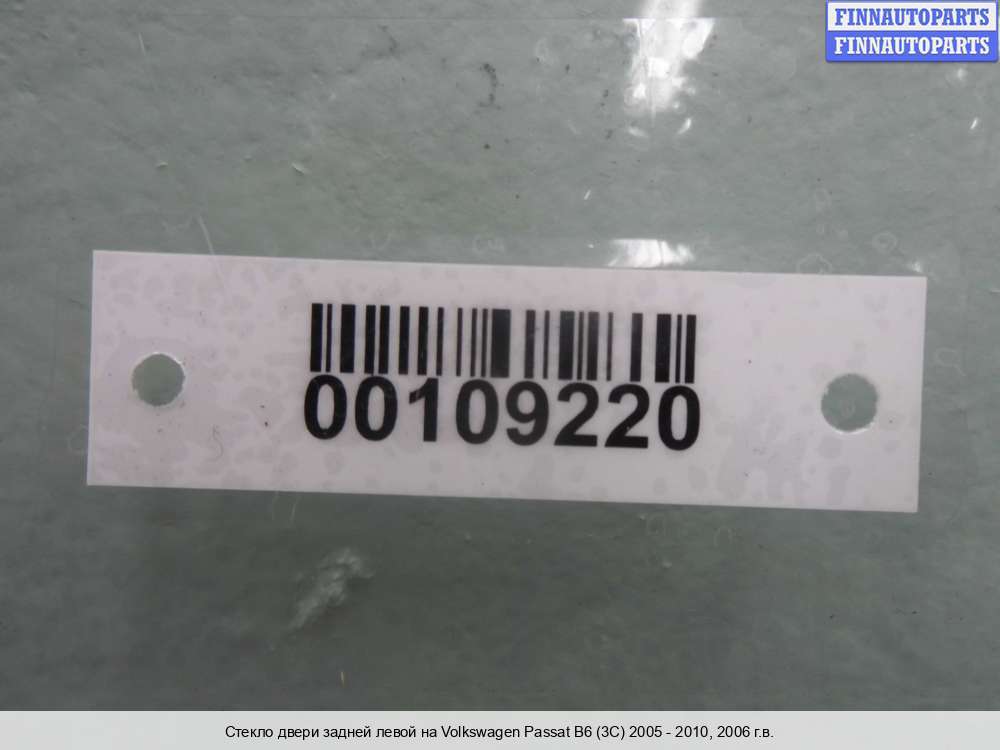 FINNAUTOPARTS
FINNAUTOPARTS
00109220
Стекло двери задней левой на Volkswagen Passat B6 (3C) 2005 - 2010, 2006 г.в.